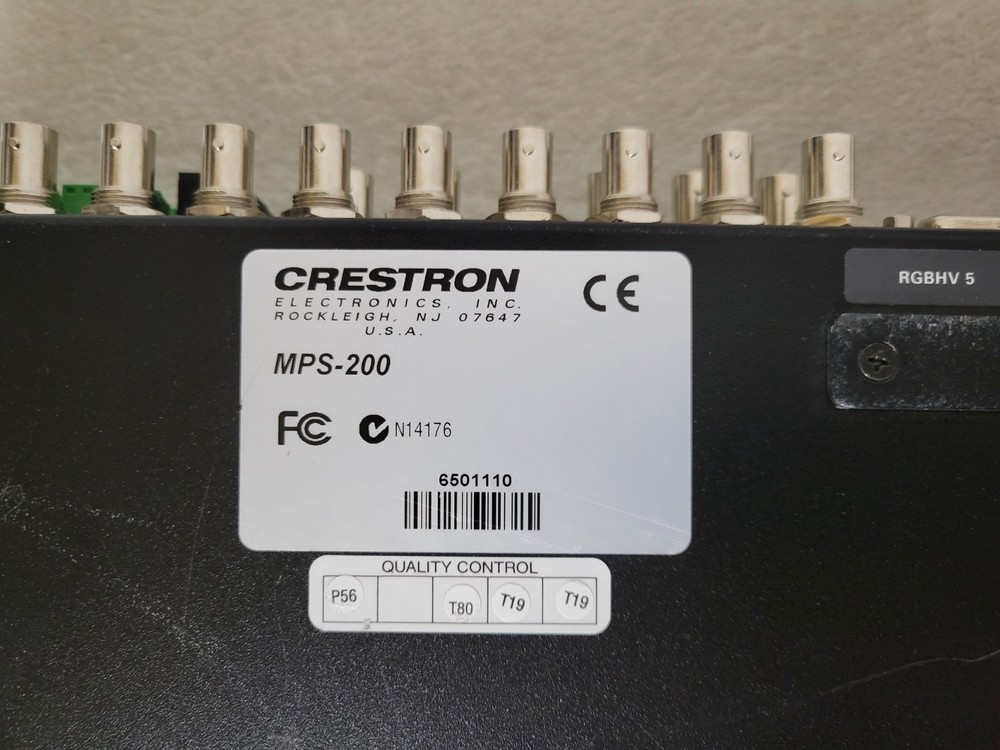 CRESTRON
ELECTRONICS, INC.
ROCKLEIGH, NJ 07647
U.S.A.
CE
MPS-200
FC
N14176
6501110
RGBHV 5
QUALITY CONTROL
P56 T80 T19 T19